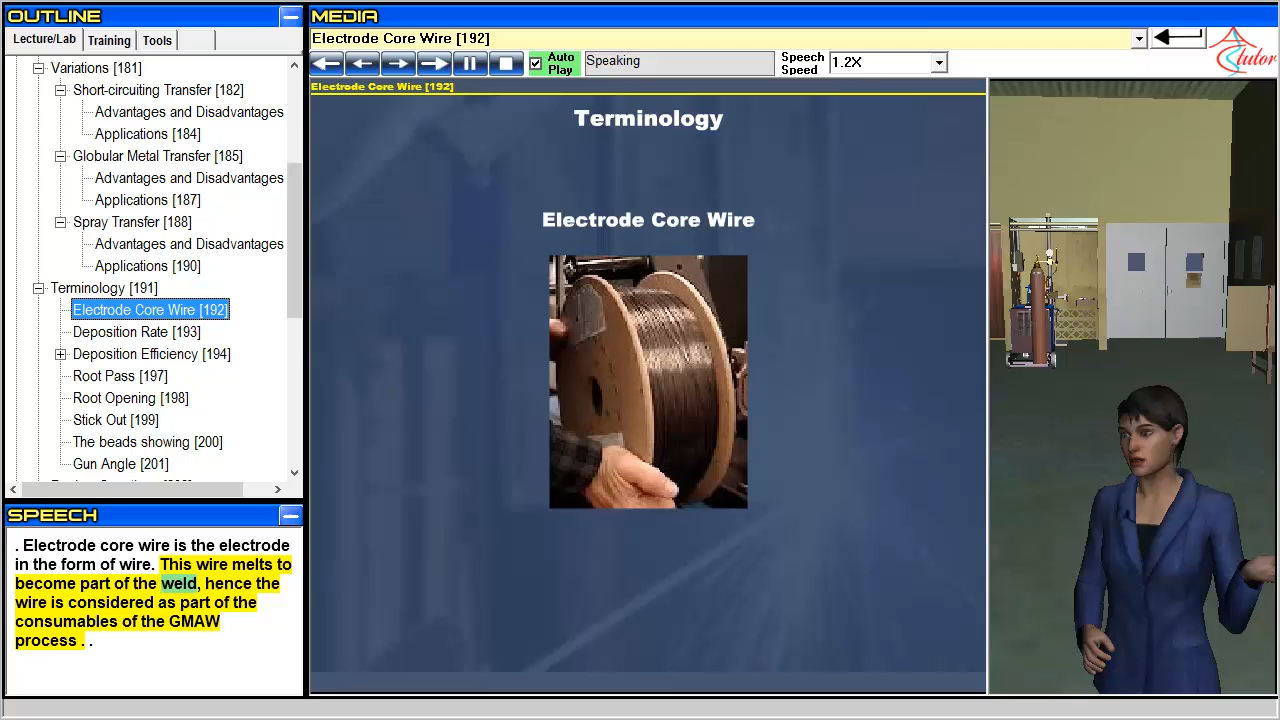 OUTLINE
Lecture/Lab Training Tools
Variations [181]
Short-circuiting Transfer [182]
Advantages and Disadvantages
Applications [184]
Globular Metal Transfer [185]
Advantages and Disadvantages
Applications [187]
Spray Transfer [188]
Advantages and Disadvantages
Applications [190]
Terminology [191]
Electrode Core Wire [192]
Deposition Rate [193]
Deposition Efficiency [194]
Root Pass [197]
Root Opening [198]
Stick Out [199]
The beads showing [200]
Gun Angle [201]
SPEECH
. Electrode core wire is the electrode
in the form of wire. This wire melts to
become part of the weld, hence the
wire is considered as part of the
consumables of the GMAW
process . .
MEDIA
Electrode Core Wire [192]
Auto
Play
Speaking
Speech
Speed
1.2X
tutor
Electrode Core Wire [192]
Terminology
Electrode Core Wire